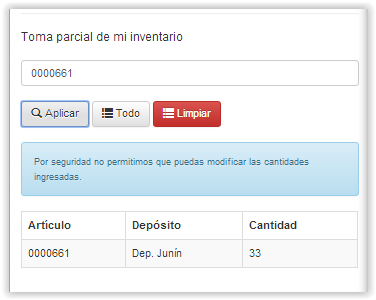 Toma parcial de mi inventario
0000661
Aplicar Todo Limpiar
Por seguridad no permitimos que puedas modificar las cantidades
ingresadas.
Artículo Depósito Cantidad
0000661 Dep. Junín 33